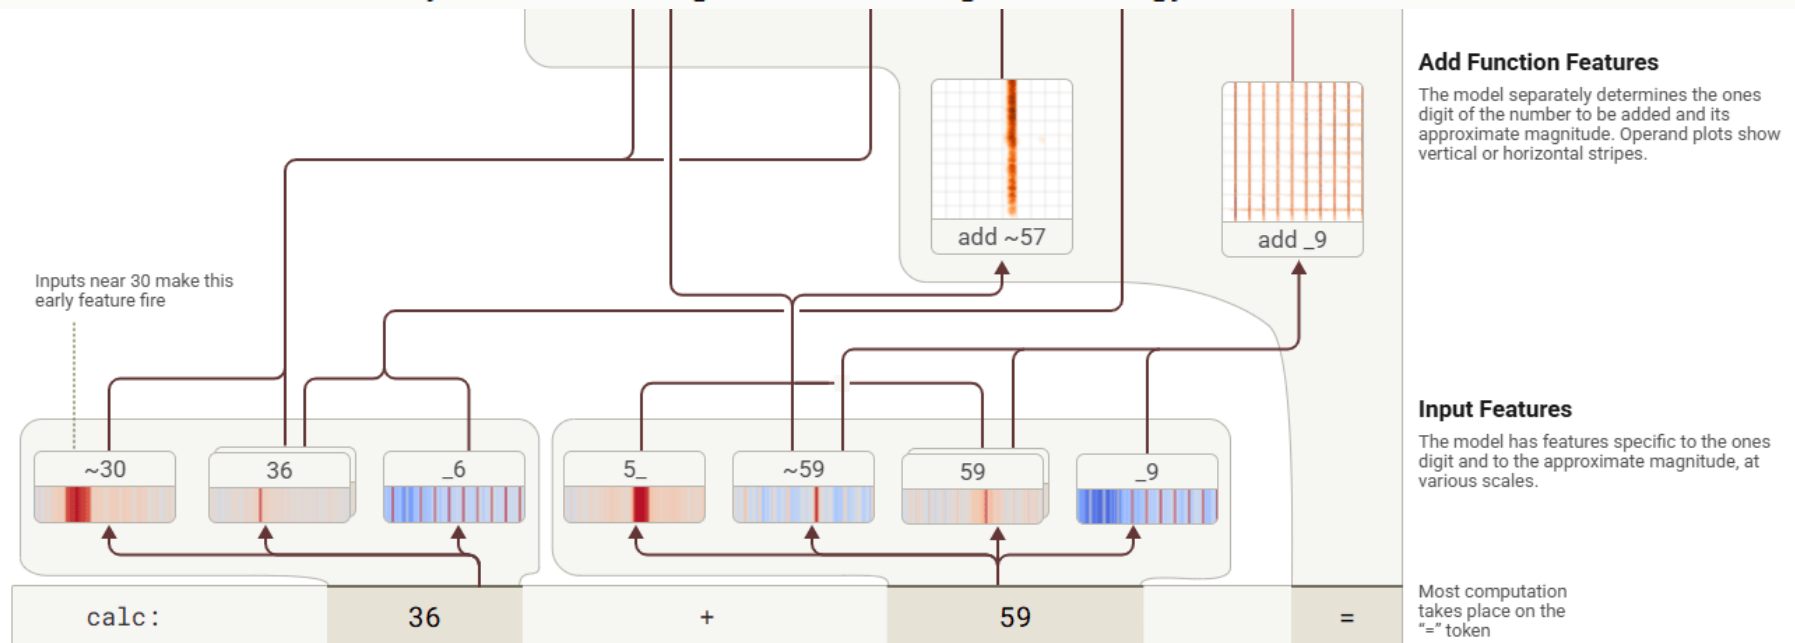 Add Function Features
The model separately determines the ones
digit of the number to be added and its
approximate magnitude. Operand plots show
vertical or horizontal stripes.
add ~57
add _9
Inputs near 30 make this
early feature fire
Input Features
The model has features specific to the ones
digit and to the approximate magnitude, at
various scales.
~30
36
_6
5_
~59
59
_9
calc:
36
+
59
=
Most computation
takes place on the
“=” token